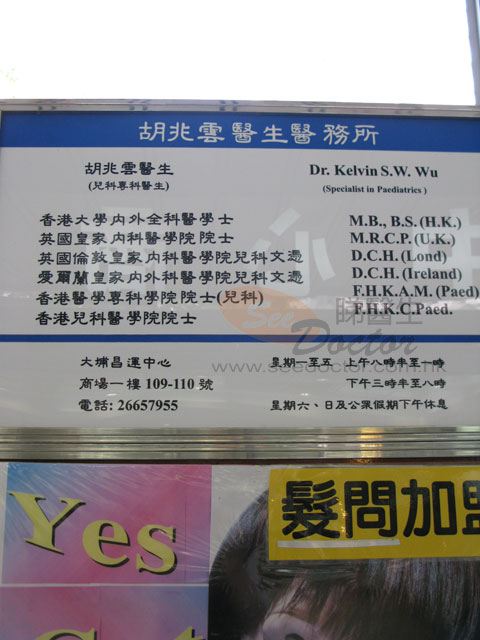 胡兆雲醫生醫務所
胡兆雲醫生 Dr. Kelvin S.W. Wu
(兒科專科醫生) (Specialist in Paediatrics )
香港大學內外全科醫學士 M.B., B.S. (H.K.)
英國皇家內科醫學院院士 M.R.C.P. (U.K.)
英國倫敦皇家內科醫學院兒科文憑 D.C.H. (Lond)
愛爾蘭皇家內外科醫學院兒科文憑 D.C.H. (Ireland)
香港醫學專科學院院士(兒科) F.H.K.A.M. (Paed)
香港兒科醫學院院士 F.H.K.C.Paed.
睇醫生
See Doctor
www.seedoctor.com.hk
大埔昌運中心 星期一至五 上午八時半至一時
商場一樓 109-110 號 下午三時半至八時
電話: 26657955 星期六、日及公眾假期下午休息
Yes
髮問加盟